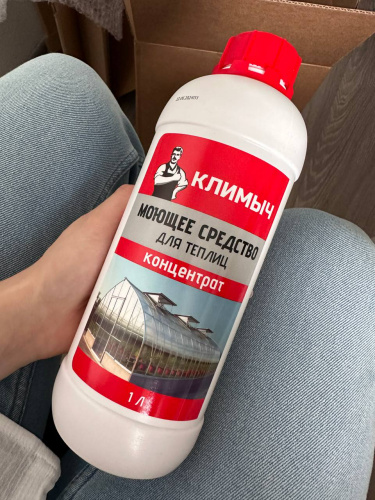 КЛИМЫЧ
МОЮЩЕЕ СРЕДСТВО
ДЛЯ ТЕПЛИЦ
КОНЦЕНТРАТ
1 Л